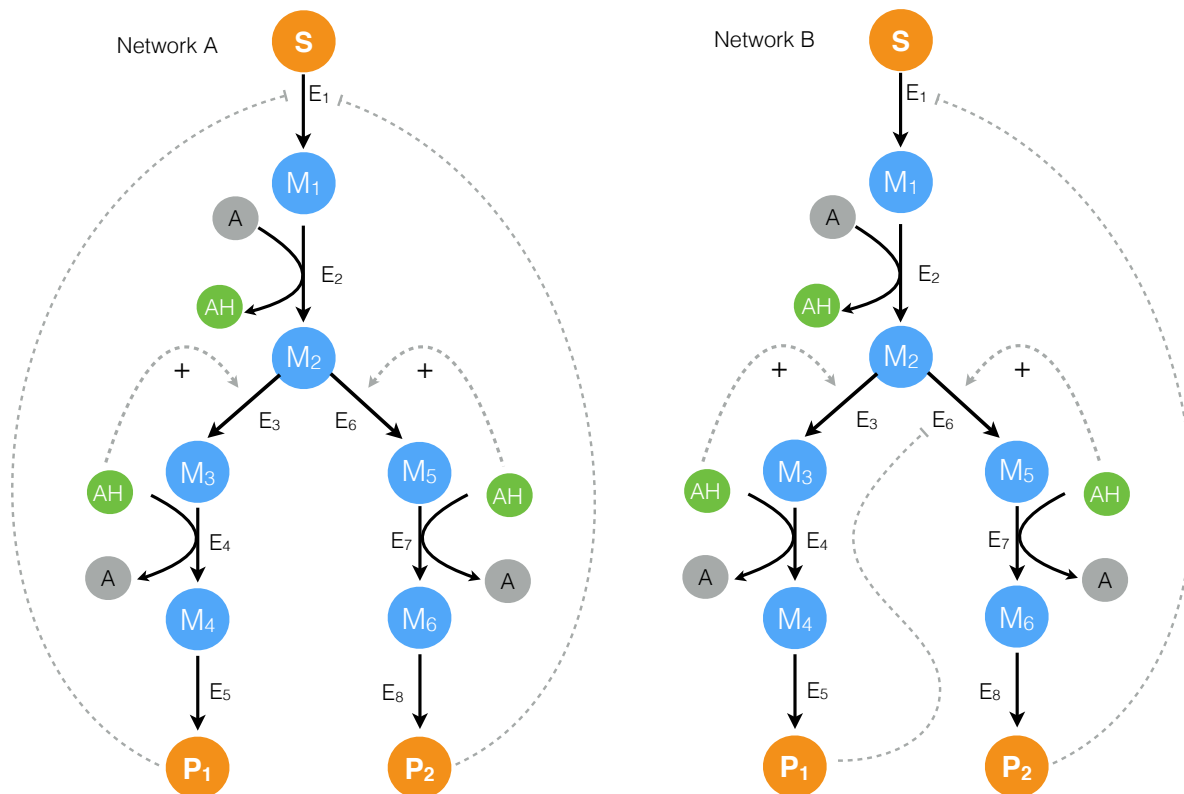 Network A
S
E₁
M₁
A
E₂
AH
M₂
+
+
E₃
E₆
M₃
M₅
AH
AH
E₄
E₇
A
A
M₄
M₆
E₅
E₈
P₁
P₂
Network B
S
E₁
M₁
A
E₂
AH
M₂
+
+
E₃
E₆
M₃
M₅
AH
AH
E₄
E₇
A
A
M₄
M₆
E₅
E₈
P₁
P₂